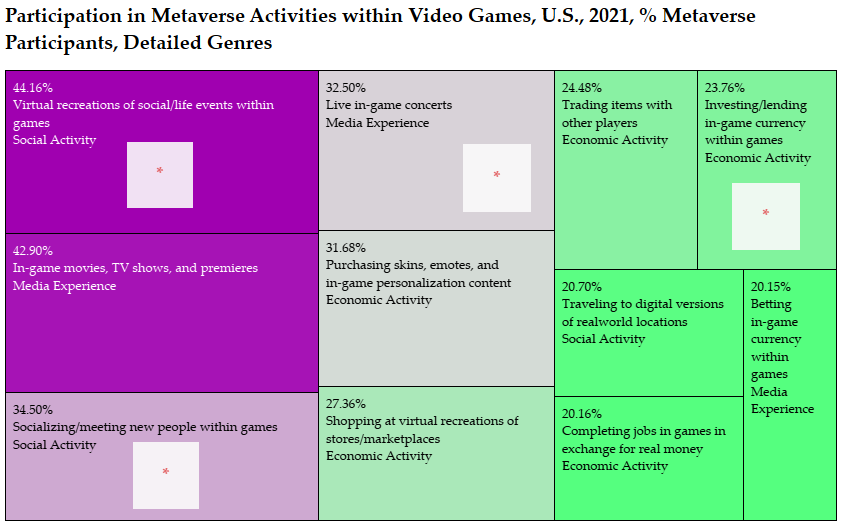 Participation in Metaverse Activities within Video Games, U.S., 2021, % Metaverse
Participants, Detailed Genres
44.16%
Virtual recreations of social/life events within
games
Social Activity
*
42.90%
In-game movies, TV shows, and premieres
Media Experience
34.50%
Socializing/meeting new people within games
Social Activity
*
32.50%
Live in-game concerts
Media Experience
*
31.68%
Purchasing skins, emotes, and
in-game personalization content
Economic Activity
27.36%
Shopping at virtual recreations of
stores/marketplaces
Economic Activity
24.48%
Trading items with
other players
Economic Activity
23.76%
Investing/lending
in-game currency
within games
Economic Activity
*
20.70%
Traveling to digital versions
of realworld locations
Social Activity
20.16%
Completing jobs in games in
exchange for real money
Economic Activity
20.15%
Betting
in-game
currency
within
games
Media
Experience